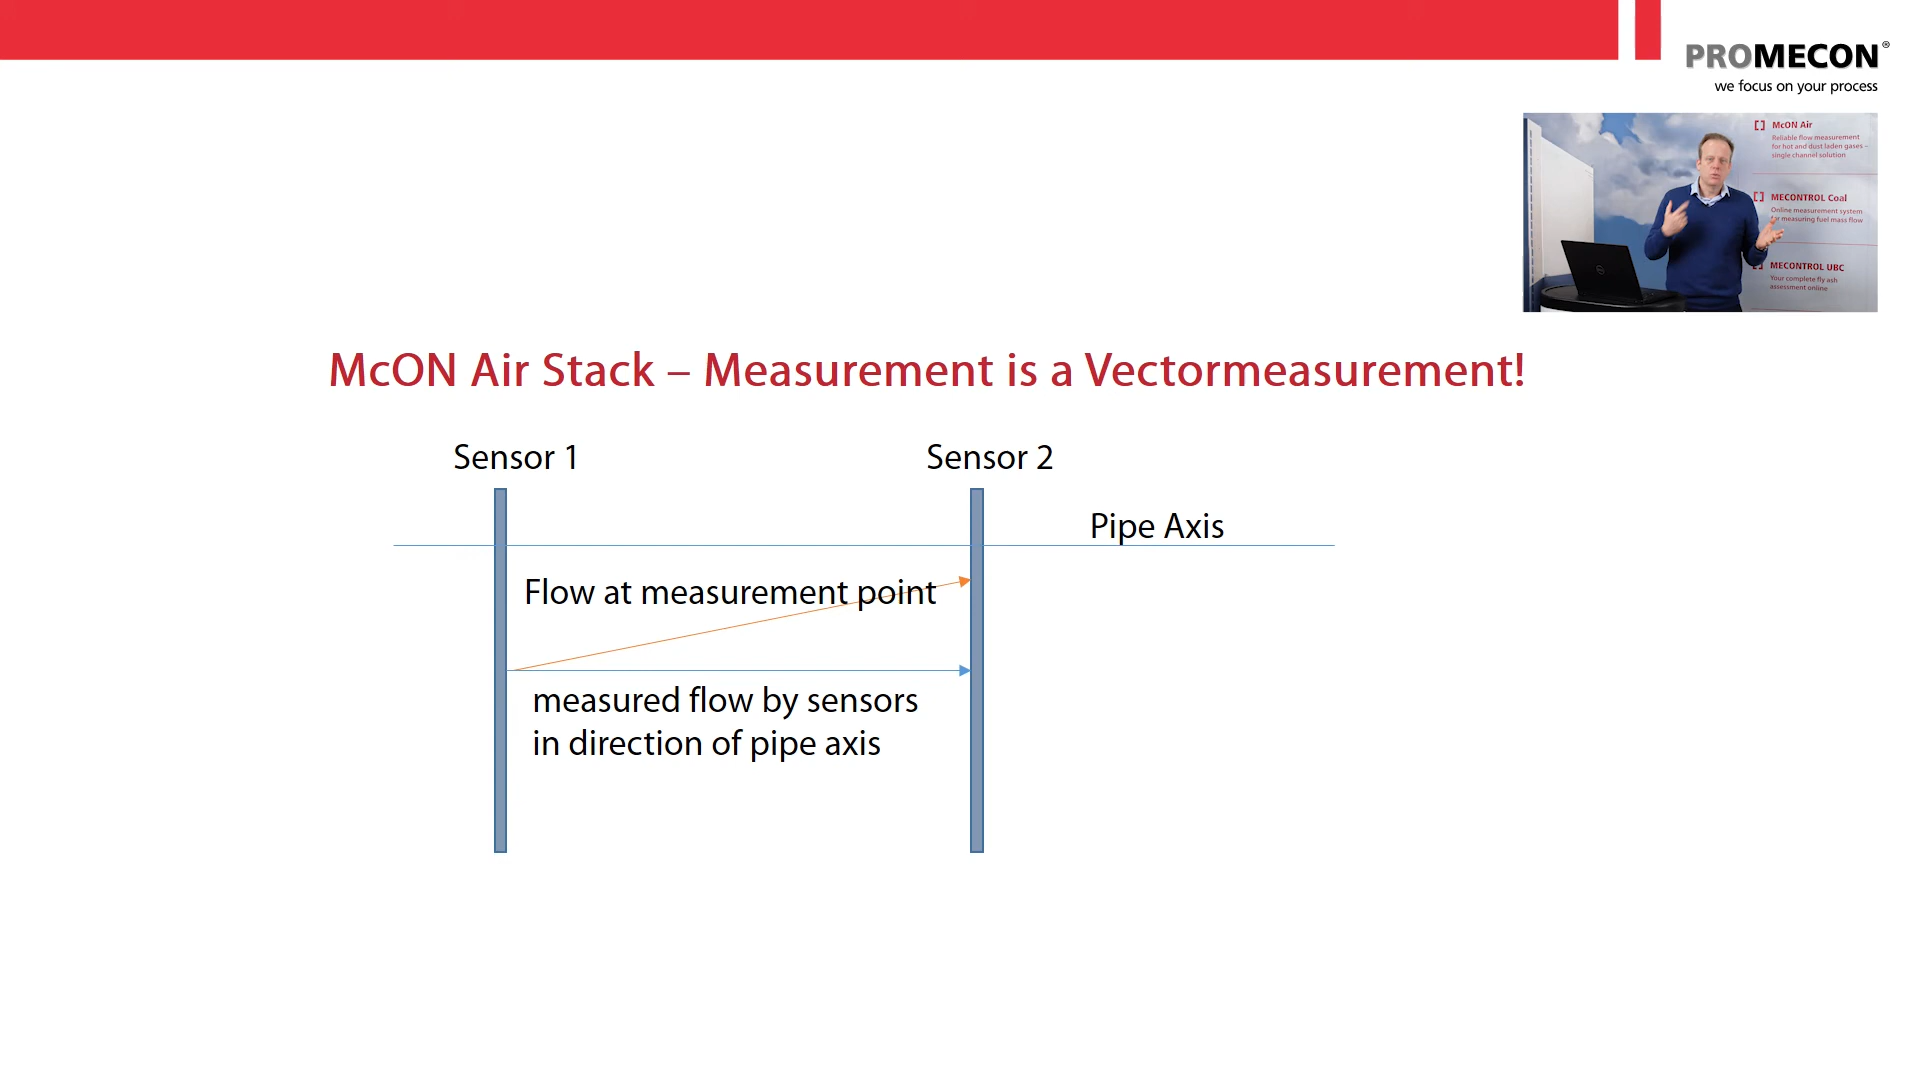 PROMECON®
we focus on your process
McON Air
Reliable flow measurement
for hot and dust laden gases –
single channel solution
MECONTROL Coal
Online measurement system
for measuring fuel mass flow
MECONTROL UBC
Your complete fly ash
assessment online
McON Air Stack – Measurement is a Vectormeasurement!
Sensor 1
Sensor 2
Pipe Axis
Flow at measurement point
measured flow by sensors
in direction of pipe axis